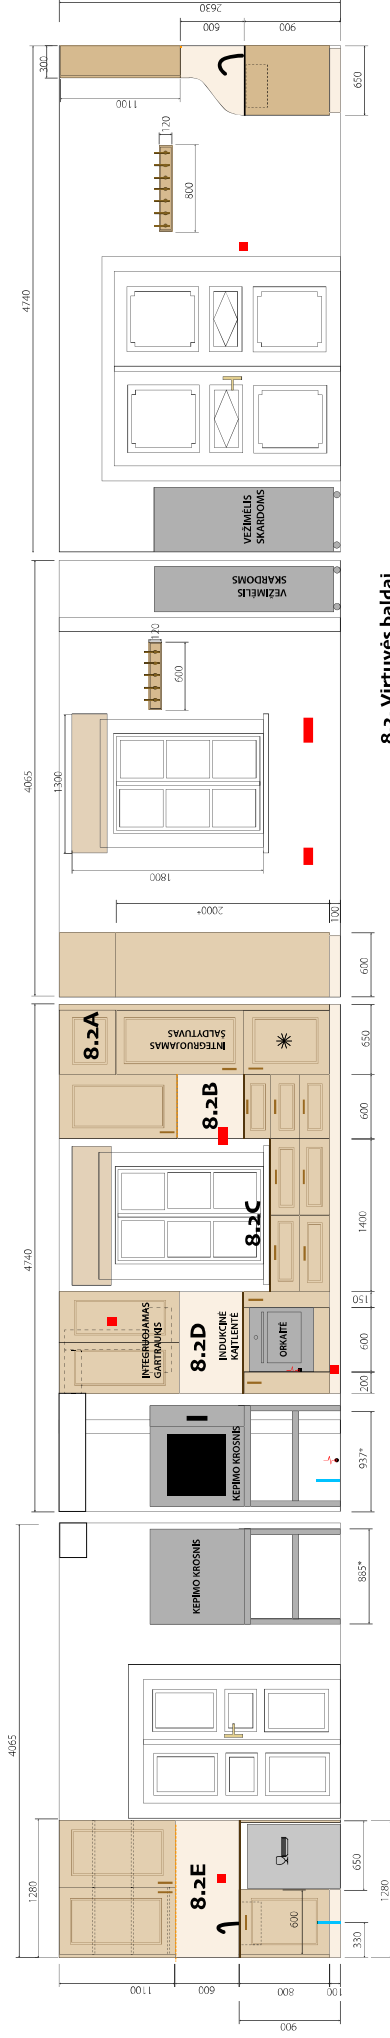 4065
1280
1100
600
800
100
900
8.2E
600
330
650
1280
KEPIMO KROSNIS
885*
4740
KEPIMO KROSNIS
937*
INTEGRUOJAMAS
GARTRAUKIS
8.2D
INDUKCINĖ
KAITLENTĖ
ORKAITĖ
8.2C
8.2B
8.2A
INTEGRUOJAMAS
ŠALDYTUVAS
200
600
150
1400
600
650
4065
600
2000*
100
1800
1300
600
120
VEŽIMĖLIS
SKARDOMS
4740
VEŽIMĖLIS
SKARDOMS
800
120
1100
300
650
2630
600
900
8.2 Virtuvės baldai